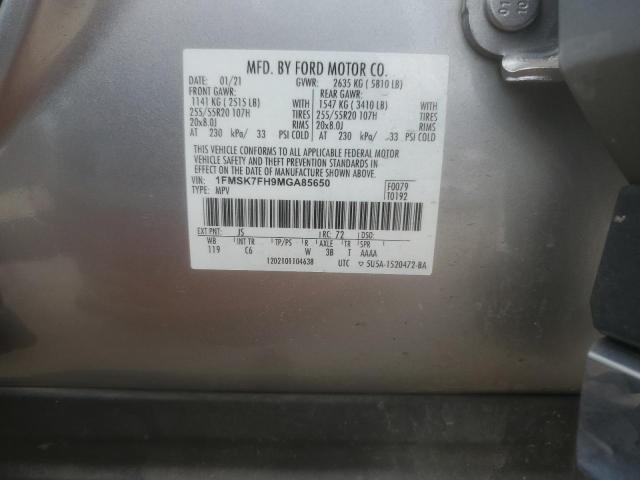 MFD. BY FORD MOTOR CO.
DATE: 01/21 GVWR: 2635 KG ( 5810 LB)
FRONT GAWR: REAR GAWR:
1141 KG ( 2515 LB) WITH 1547 KG ( 3410 LB) WITH
255/55R20 107H TIRES 255/55R20 107H TIRES
20x8.0J RIMS 20x8.0J RIMS
AT 230 kPa/ 33 PSI COLD AT 230 kPa/ 33 PSI COLD
THIS VEHICLE CONFORMS TO ALL APPLICABLE FEDERAL MOTOR
VEHICLE SAFETY AND THEFT PREVENTION STANDARDS IN
EFFECT ON THE DATE OF MANUFACTURE SHOWN ABOVE.
VIN: 1FMSK7FH9MGA85650 F0079
TYPE: MPV T0192
EXT PNT: JS RC: 72 DSO:
WB INT TR TP/PS R AXLE TR SPR
119 C6 W 3B T AAAA
1202101104638 UTC ▽ 5U5A-1520472-BA